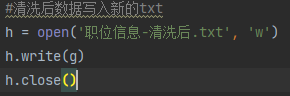 #清洗后数据写入新的txt
h = open('职位信息-清洗后.txt', 'w')
h.write(g)
h.close()